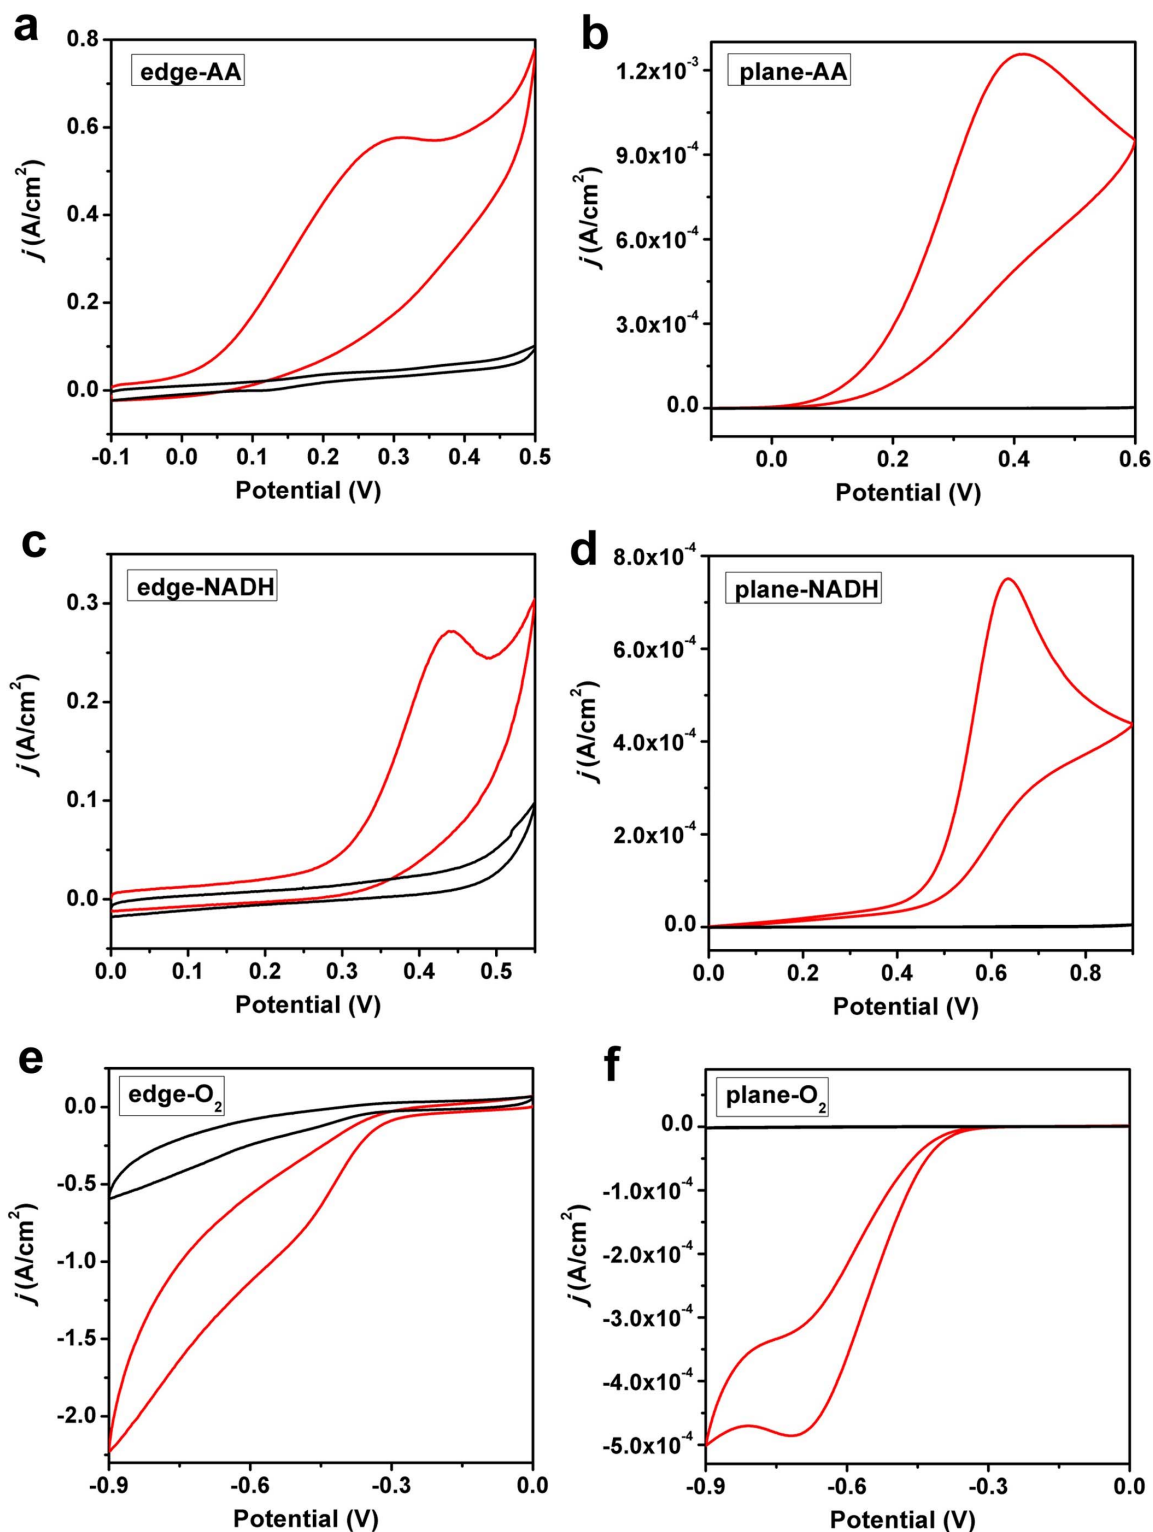 a
edge-AA
0.8
0.6
0.4
0.2
0.0
j (A/cm²)
-0.1 0.0 0.1 0.2 0.3 0.4 0.5
Potential (V)
b
plane-AA
1.2x10⁻³
9.0x10⁻⁴
6.0x10⁻⁴
3.0x10⁻⁴
0.0
j (A/cm²)
0.0 0.2 0.4 0.6
Potential (V)
c
edge-NADH
0.3
0.2
0.1
0.0
j (A/cm²)
0.0 0.1 0.2 0.3 0.4 0.5
Potential (V)
d
plane-NADH
8.0x10⁻⁴
6.0x10⁻⁴
4.0x10⁻⁴
2.0x10⁻⁴
0.0
j (A/cm²)
0.0 0.2 0.4 0.6 0.8
Potential (V)
e
edge-O₂
0.0
-0.5
-1.0
-1.5
-2.0
j (A/cm²)
-0.9 -0.6 -0.3 0.0
Potential (V)
f
plane-O₂
0.0
-1.0x10⁻⁴
-2.0x10⁻⁴
-3.0x10⁻⁴
-4.0x10⁻⁴
-5.0x10⁻⁴
j (A/cm²)
-0.9 -0.6 -0.3 0.0
Potential (V)